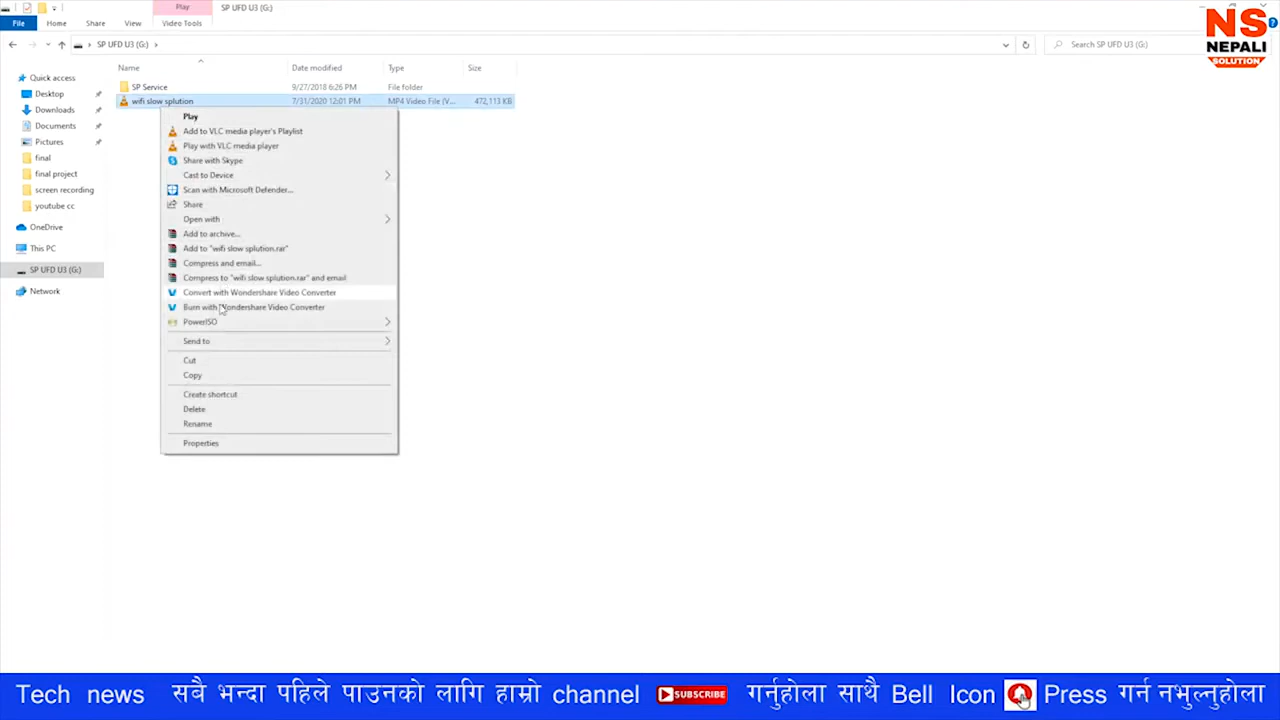 Play
SP UFD U3 (G:)
File
Home
Share
View
Video Tools
NS
NEPALI
SOLUTION
SP UFD U3 (G:)
Search SP UFD U3 (G:)
Name
Date modified
Type
Size
Quick access
Desktop
Downloads
Documents
Pictures
final
final project
screen recording
youtube cc
OneDrive
This PC
SP UFD U3 (G:)
Network
SP Service
9/27/2018 6:26 PM
File folder
wifi slow splution
7/31/2020 12:01 PM
MP4 Video File (V...
472,113 KB
Play
Add to VLC media player's Playlist
Play with VLC media player
Share with Skype
Cast to Device
Scan with Microsoft Defender...
Share
Open with
Add to archive...
Add to "wifi slow splution.rar"
Compress and email...
Compress to "wifi slow splution.rar" and email
Convert with Wondershare Video Converter
Burn with Wondershare Video Converter
PowerISO
Send to
Cut
Copy
Create shortcut
Delete
Rename
Properties
Tech news सबै भन्दा पहिले पाउनको लागि हाम्रो channel SUBSCRIBE गर्नुहोला साथै Bell Icon Press गर्न नभुल्नुहोला